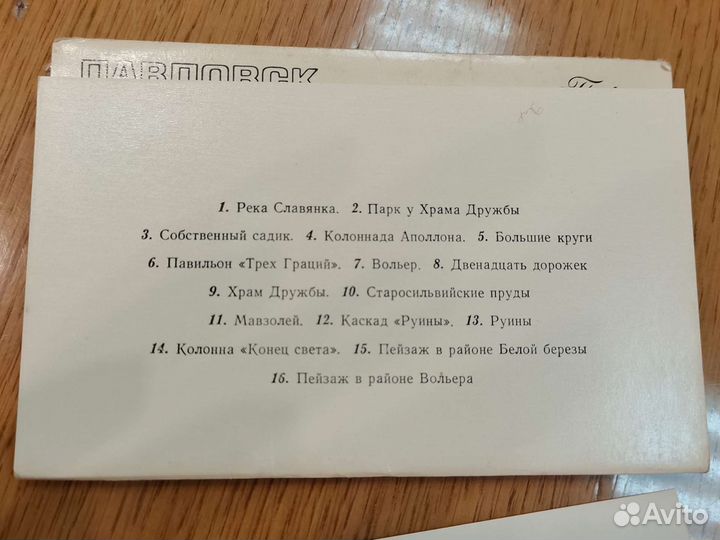 ПАВЛОВСК
1. Река Славянка. 2. Парк у Храма Дружбы
3. Собственный садик. 4. Колоннада Аполлона. 5. Большие круги
6. Павильон «Трех Граций». 7. Вольер. 8. Двенадцать дорожек
9. Храм Дружбы. 10. Старосильвийские пруды
11. Мавзолей. 12. Каскад «Руины». 13. Руины
14. Колонна «Конец света». 15. Пейзаж в районе Белой березы
16. Пейзаж в районе Вольера
Avito